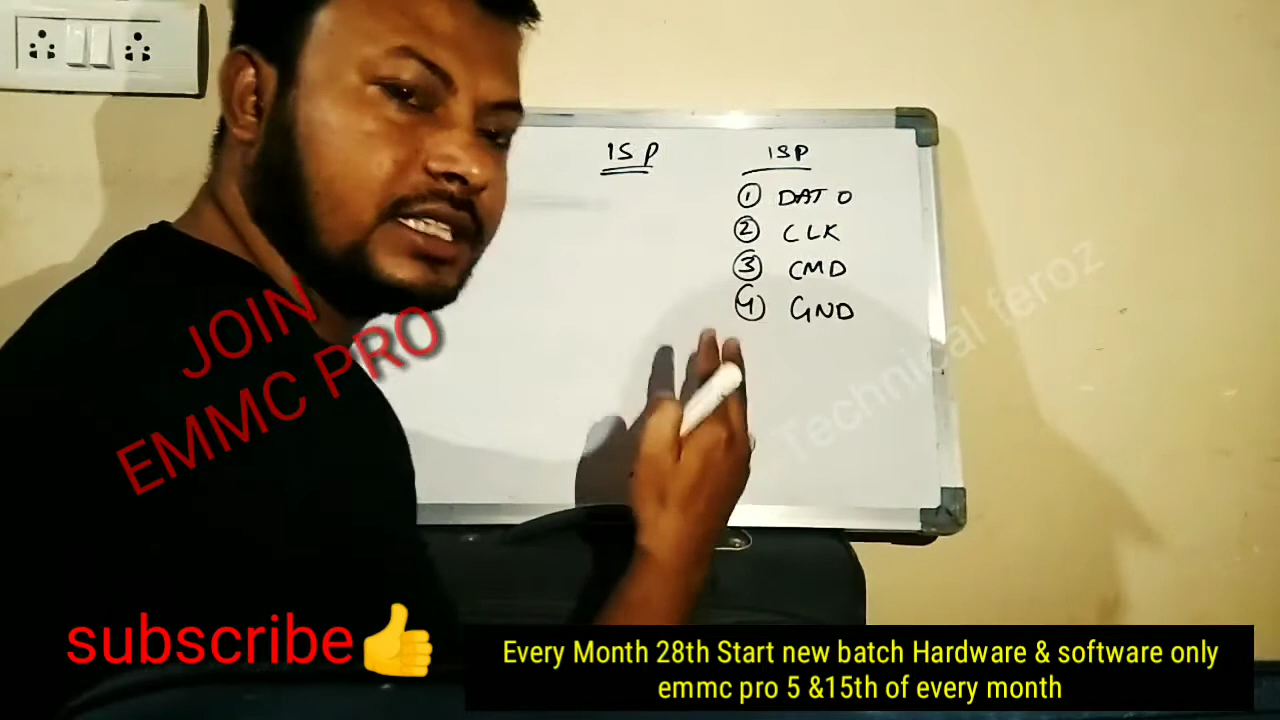 ISP
ISP
① DAT 0
② CLK
③ CMD
④ GND
Technical feroz
JOIN
EMMC PRO
subscribe👍
Every Month 28th Start new batch Hardware & software only
emmc pro 5 &15th of every month